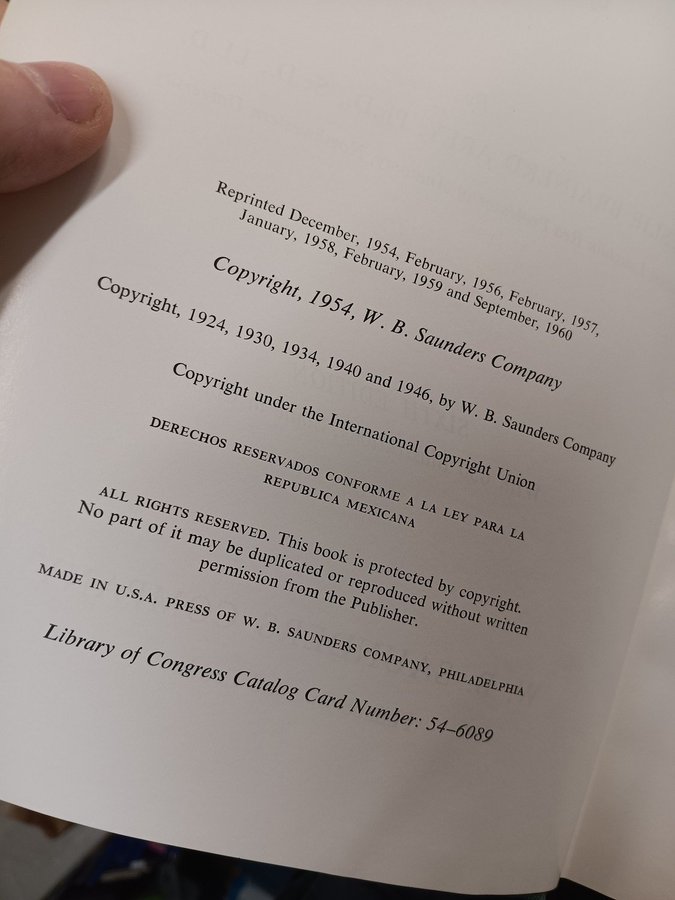 Reprinted December, 1954, February, 1956, February, 1957,
January, 1958, February, 1959 and September, 1960
Copyright, 1954, W. B. Saunders Company
Copyright, 1924, 1930, 1934, 1940 and 1946, by W. B. Saunders Company
Copyright under the International Copyright Union
DERECHOS RESERVADOS CONFORME A LA LEY PARA LA
REPUBLICA MEXICANA
ALL RIGHTS RESERVED. This book is protected by copyright.
No part of it may be duplicated or reproduced without written
permission from the Publisher.
MADE IN U.S.A. PRESS OF W. B. SAUNDERS COMPANY, PHILADELPHIA
Library of Congress Catalog Card Number: 54–6089